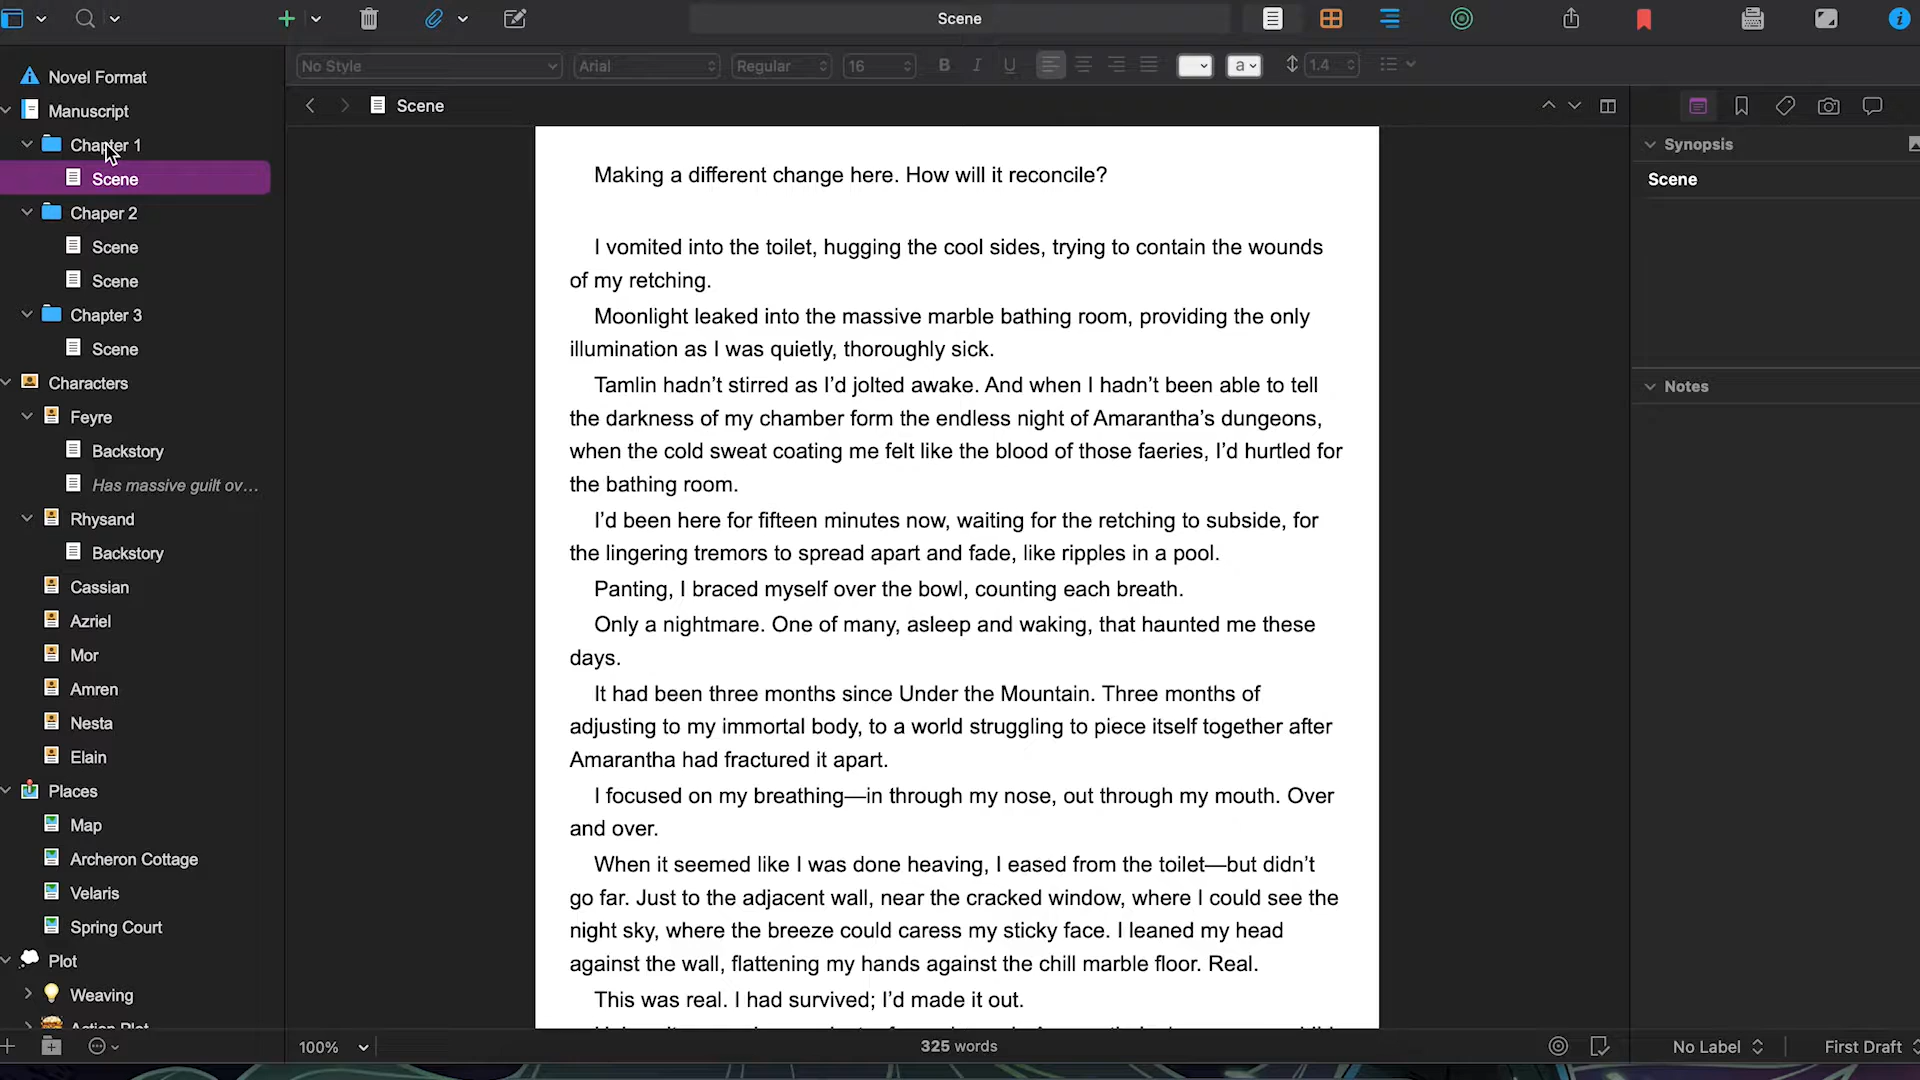 Scene
No Style
Arial
Regular
16
B
I
U
a
1.4
Novel Format
Manuscript
Chapter 1
Scene
Chaper 2
Scene
Scene
Chapter 3
Scene
Characters
Feyre
Backstory
Has massive guilt ov...
Rhysand
Backstory
Cassian
Azriel
Mor
Amren
Nesta
Elain
Places
Map
Archeron Cottage
Velaris
Spring Court
Plot
Weaving
Action Plot
Scene
Making a different change here. How will it reconcile?
I vomited into the toilet, hugging the cool sides, trying to contain the wounds
of my retching.
Moonlight leaked into the massive marble bathing room, providing the only
illumination as I was quietly, thoroughly sick.
Tamlin hadn’t stirred as I’d jolted awake. And when I hadn’t been able to tell
the darkness of my chamber form the endless night of Amarantha’s dungeons,
when the cold sweat coating me felt like the blood of those faeries, I’d hurtled for
the bathing room.
I’d been here for fifteen minutes now, waiting for the retching to subside, for
the lingering tremors to spread apart and fade, like ripples in a pool.
Panting, I braced myself over the bowl, counting each breath.
Only a nightmare. One of many, asleep and waking, that haunted me these
days.
It had been three months since Under the Mountain. Three months of
adjusting to my immortal body, to a world struggling to piece itself together after
Amarantha had fractured it apart.
I focused on my breathing—in through my nose, out through my mouth. Over
and over.
When it seemed like I was done heaving, I eased from the toilet—but didn’t
go far. Just to the adjacent wall, near the cracked window, where I could see the
night sky, where the breeze could caress my sticky face. I leaned my head
against the wall, flattening my hands against the chill marble floor. Real.
This was real. I had survived; I’d made it out.
Synopsis
Scene
Notes
100%
325 words
No Label
First Draft